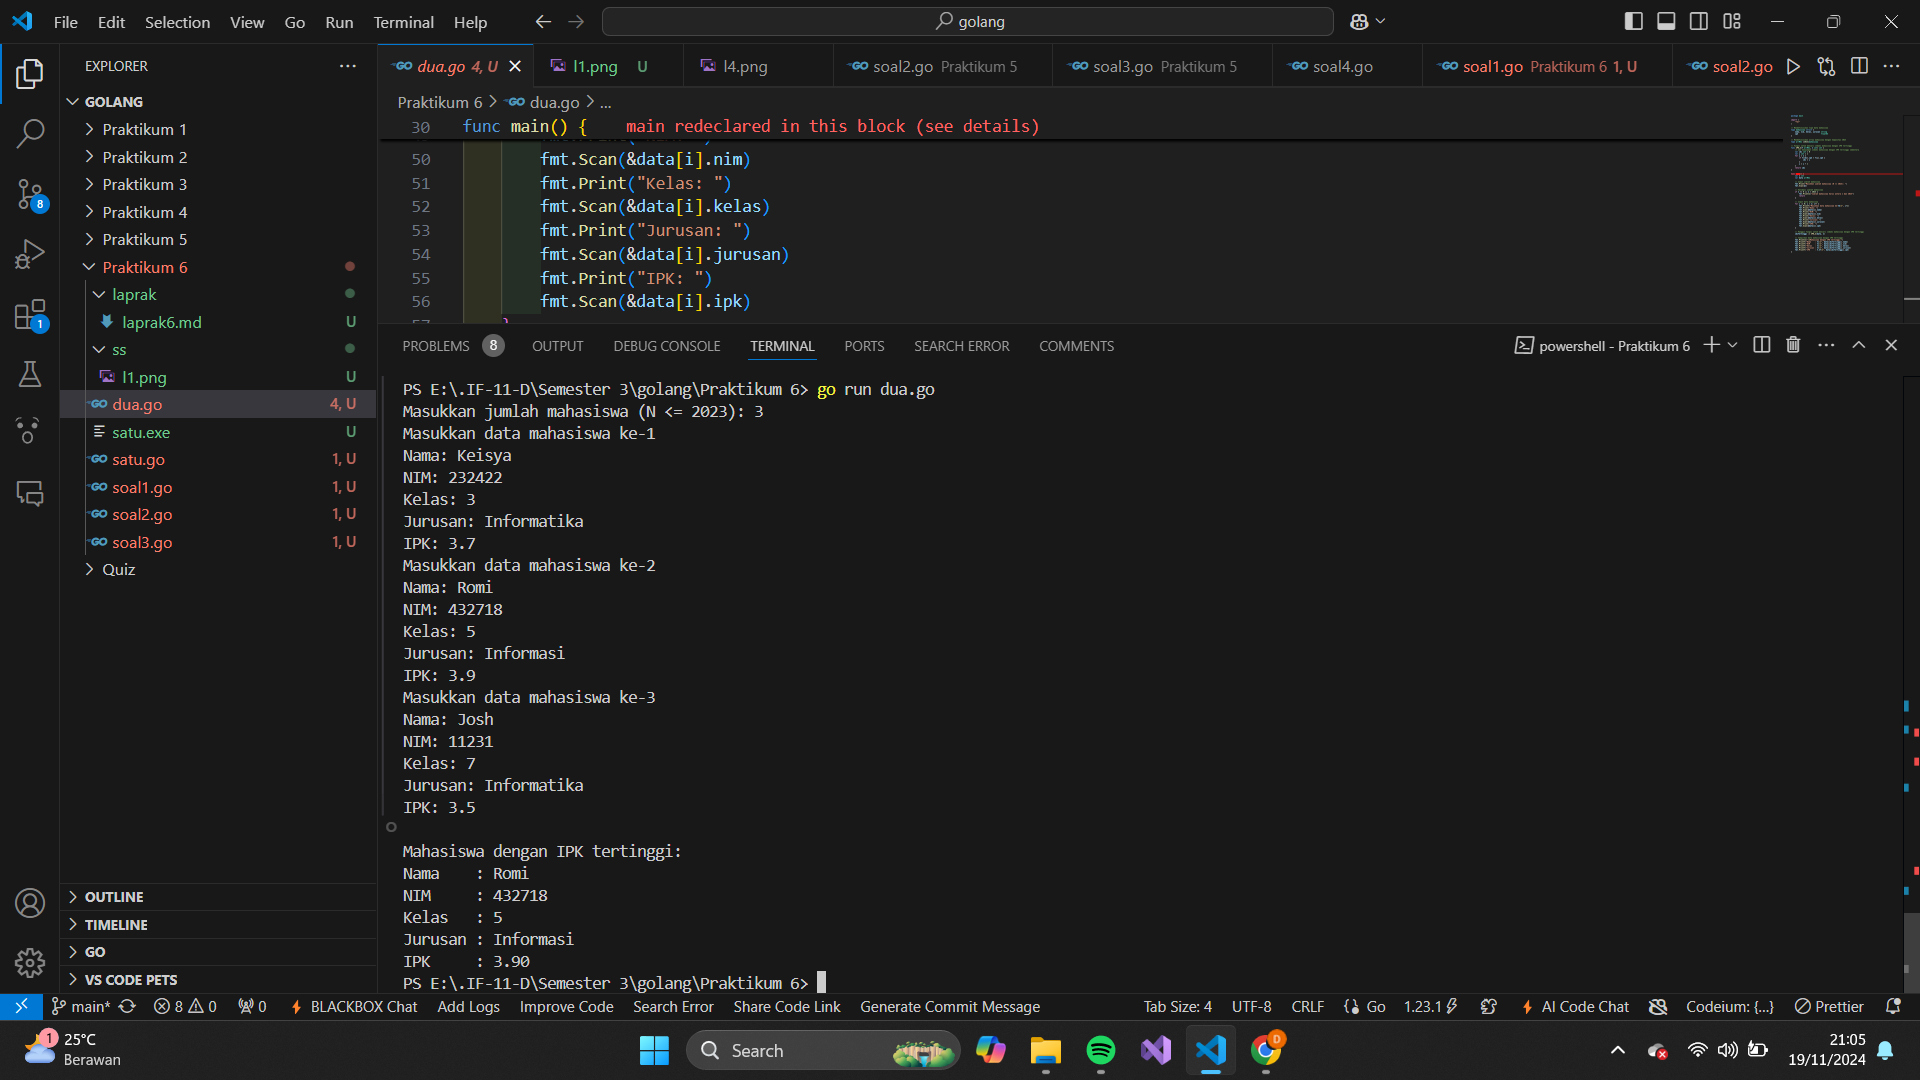 File Edit Selection View Go Run Terminal Help
golang
EXPLORER
GOLANG
Praktikum 1
Praktikum 2
Praktikum 3
Praktikum 4
Praktikum 5
Praktikum 6
laprak
laprak6.md U
ss
l1.png U
dua.go 4, U
satu.exe U
satu.go 1, U
soal1.go 1, U
soal2.go 1, U
soal3.go 1, U
Quiz
OUTLINE
TIMELINE
GO
VS CODE PETS
8
1
dua.go 4, U
l1.png U
l4.png
soal2.go Praktikum 5
soal3.go Praktikum 5
soal4.go
soal1.go Praktikum 6 1, U
soal2.go
Praktikum 6 > dua.go > ...
30 func main() { main redeclared in this block (see details)
50 fmt.Scan(&data[i].nim)
51 fmt.Print("Kelas: ")
52 fmt.Scan(&data[i].kelas)
53 fmt.Print("Jurusan: ")
54 fmt.Scan(&data[i].jurusan)
55 fmt.Print("IPK: ")
56 fmt.Scan(&data[i].ipk)
PROBLEMS 8 OUTPUT DEBUG CONSOLE TERMINAL PORTS SEARCH ERROR COMMENTS
powershell - Praktikum 6
PS E:\.IF-11-D\Semester 3\golang\Praktikum 6> go run dua.go
Masukkan jumlah mahasiswa (N <= 2023): 3
Masukkan data mahasiswa ke-1
Nama: Keisya
NIM: 232422
Kelas: 3
Jurusan: Informatika
IPK: 3.7
Masukkan data mahasiswa ke-2
Nama: Romi
NIM: 432718
Kelas: 5
Jurusan: Informasi
IPK: 3.9
Masukkan data mahasiswa ke-3
Nama: Josh
NIM: 11231
Kelas: 7
Jurusan: Informatika
IPK: 3.5
Mahasiswa dengan IPK tertinggi:
Nama : Romi
NIM : 432718
Kelas : 5
Jurusan : Informasi
IPK : 3.90
PS E:\.IF-11-D\Semester 3\golang\Praktikum 6>
main* 8 0 0 BLACKBOX Chat Add Logs Improve Code Search Error Share Code Link Generate Commit Message
Tab Size: 4 UTF-8 CRLF Go 1.23.1 AI Code Chat Codeium: {...} Prettier
1
25°C
Berawan
Search
D
21:05
19/11/2024